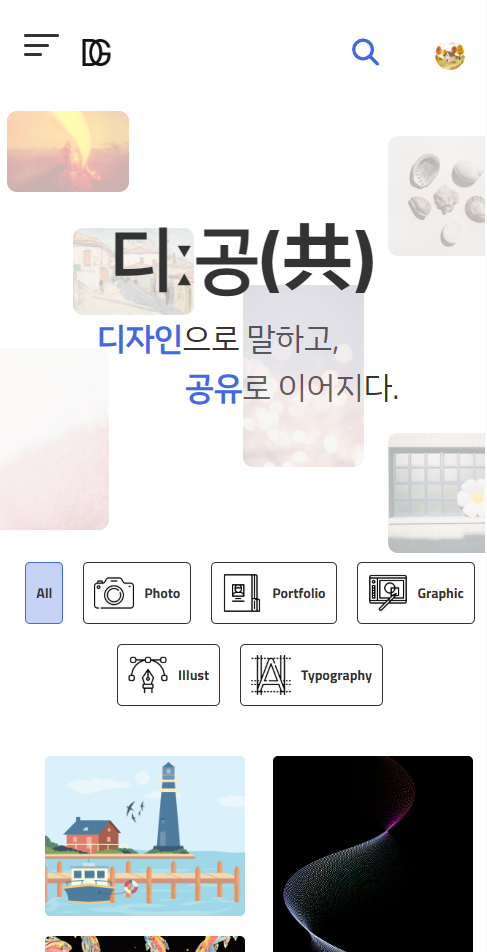 DG
디:공(共)
디자인으로 말하고,
공유로 이어지다.
All
Photo
Portfolio
Graphic
Illust
Typography